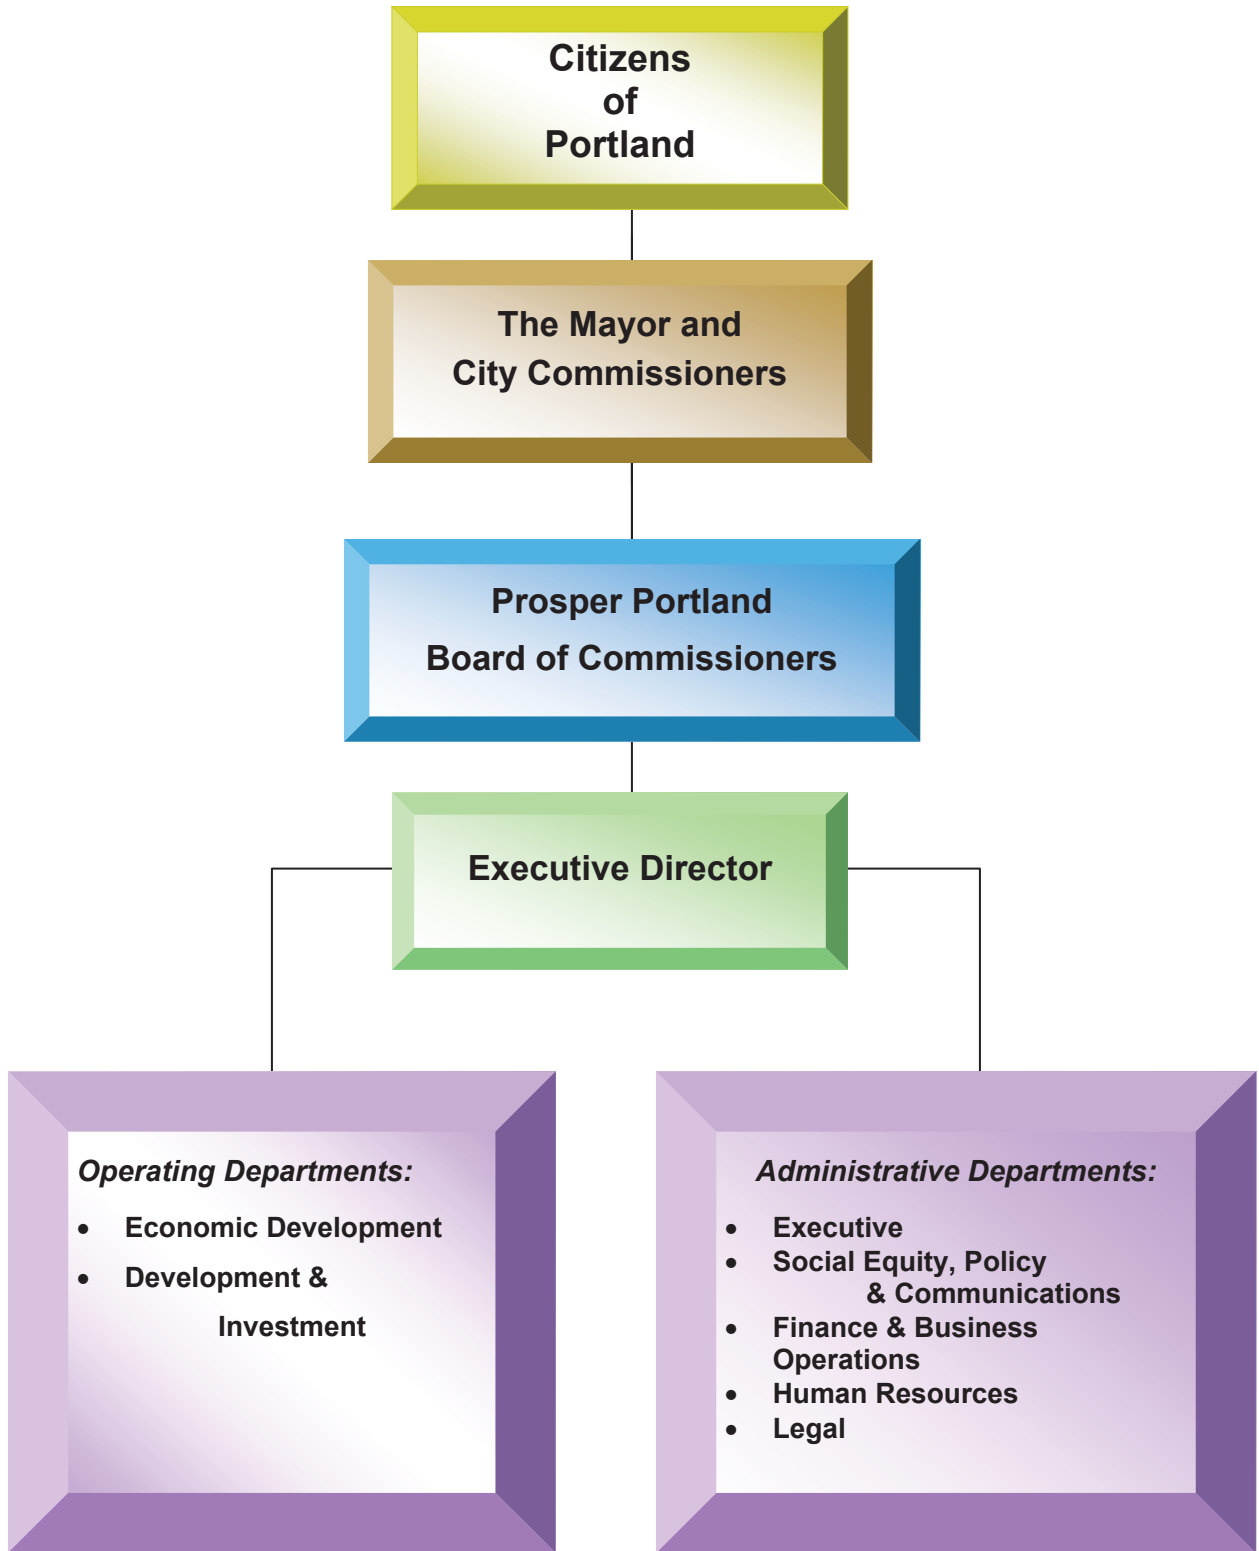 Citizens
of
Portland
The Mayor and
City Commissioners
Prosper Portland
Board of Commissioners
Executive Director
Operating Departments:
• Economic Development
• Development &
Investment
Administrative Departments:
• Executive
• Social Equity, Policy
& Communications
• Finance & Business
Operations
• Human Resources
• Legal